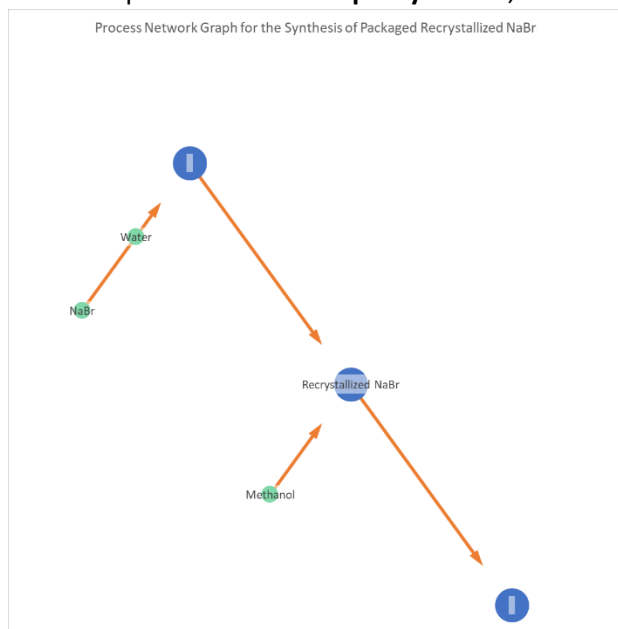 Process Network Graph for the Synthesis of Packaged Recrystallized NaBr
Water
NaBr
Recrystallized NaBr
Methanol